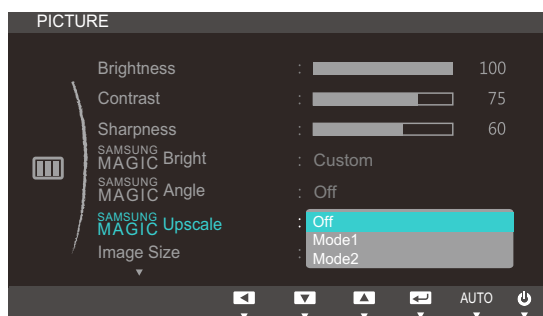 PICTURE
Brightness : 100
Contrast : 75
Sharpness : 60
SAMSUNG MAGIC Bright : Custom
SAMSUNG MAGIC Angle : Off
SAMSUNG MAGIC Upscale : Off
Mode1
Image Size : Mode2
AUTO